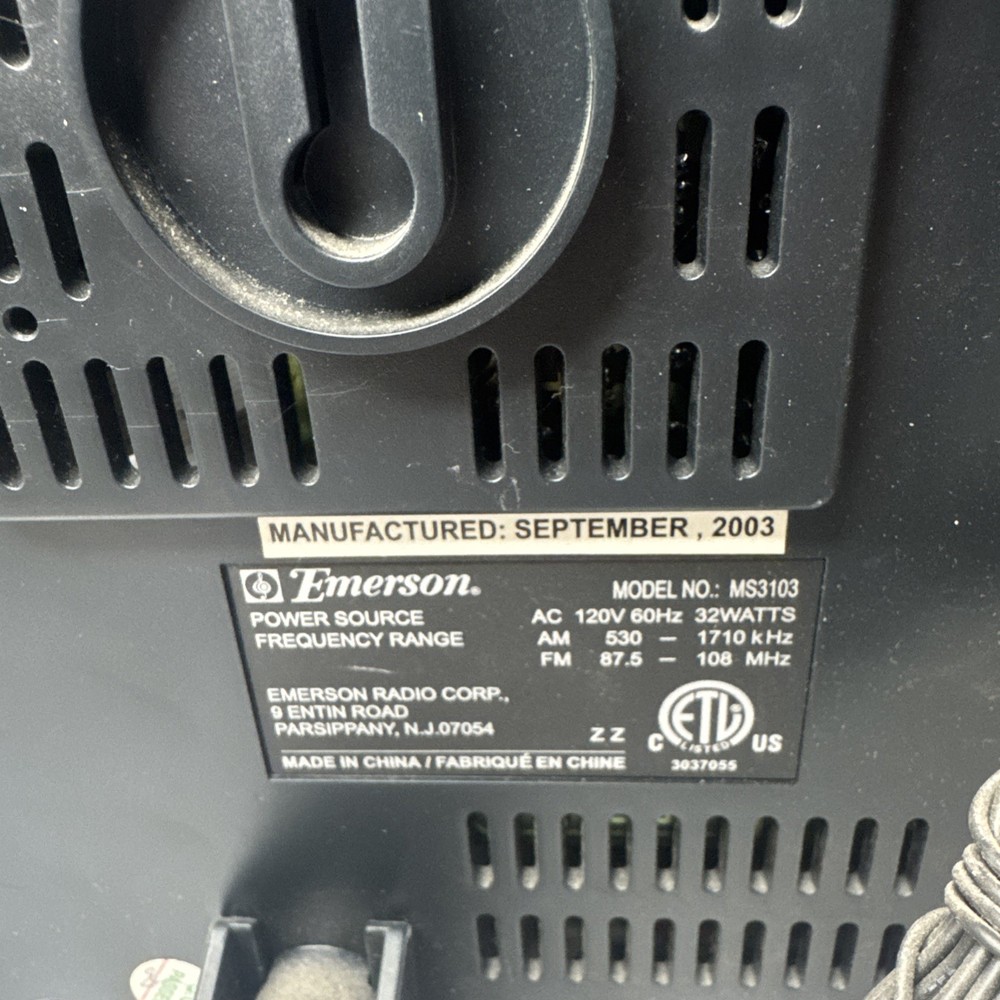 MANUFACTURED: SEPTEMBER , 2003
Emerson® MODEL NO.: MS3103
POWER SOURCE AC 120V 60Hz 32WATTS
FREQUENCY RANGE AM 530 — 1710 kHz
FM 87.5 — 108 MHz
EMERSON RADIO CORP.,
9 ENTIN ROAD
PARSIPPANY, N.J.07054
Z Z
ETL LISTED
C US
3037055
MADE IN CHINA / FABRIQUÉ EN CHINE